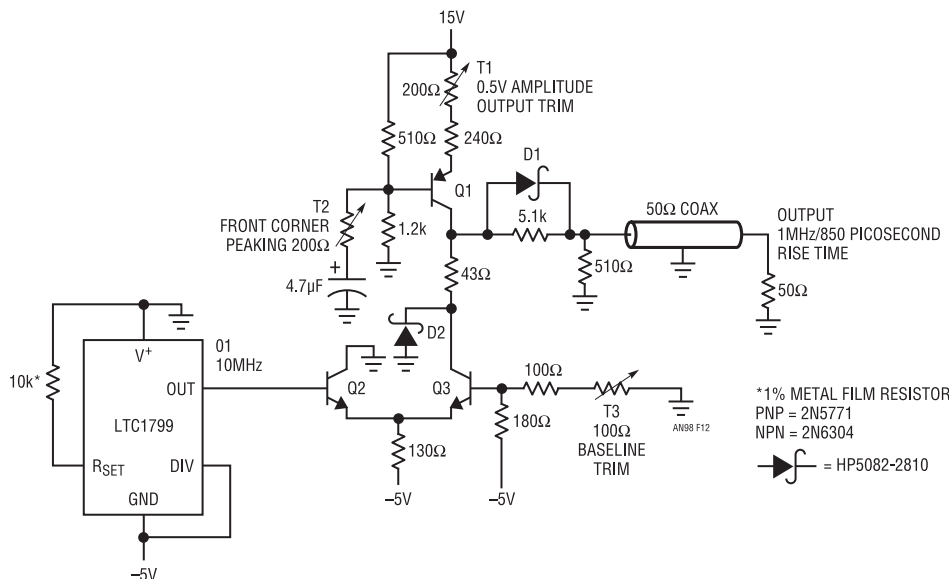 15V
T1
0.5V AMPLITUDE
OUTPUT TRIM
200Ω
510Ω
240Ω
Q1
D1
5.1k
50Ω COAX
OUTPUT
1MHz/850 PICOSECOND
RISE TIME
T2
FRONT CORNER
PEAKING 200Ω
1.2k
510Ω
50Ω
43Ω
+
4.7µF
D2
01
10MHz
V+
10k*
OUT
LTC1799
RSET
DIV
GND
–5V
Q2
Q3
130Ω
–5V
100Ω
180Ω
–5V
T3
100Ω
BASELINE
TRIM
AN98 F12
*1% METAL FILM RESISTOR
PNP = 2N5771
NPN = 2N6304
= HP5082-2810